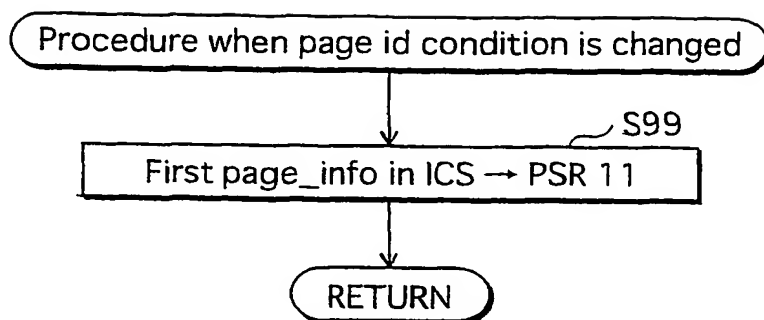 Procedure when page id condition is changed
S99
First page_info in ICS → PSR 11
RETURN